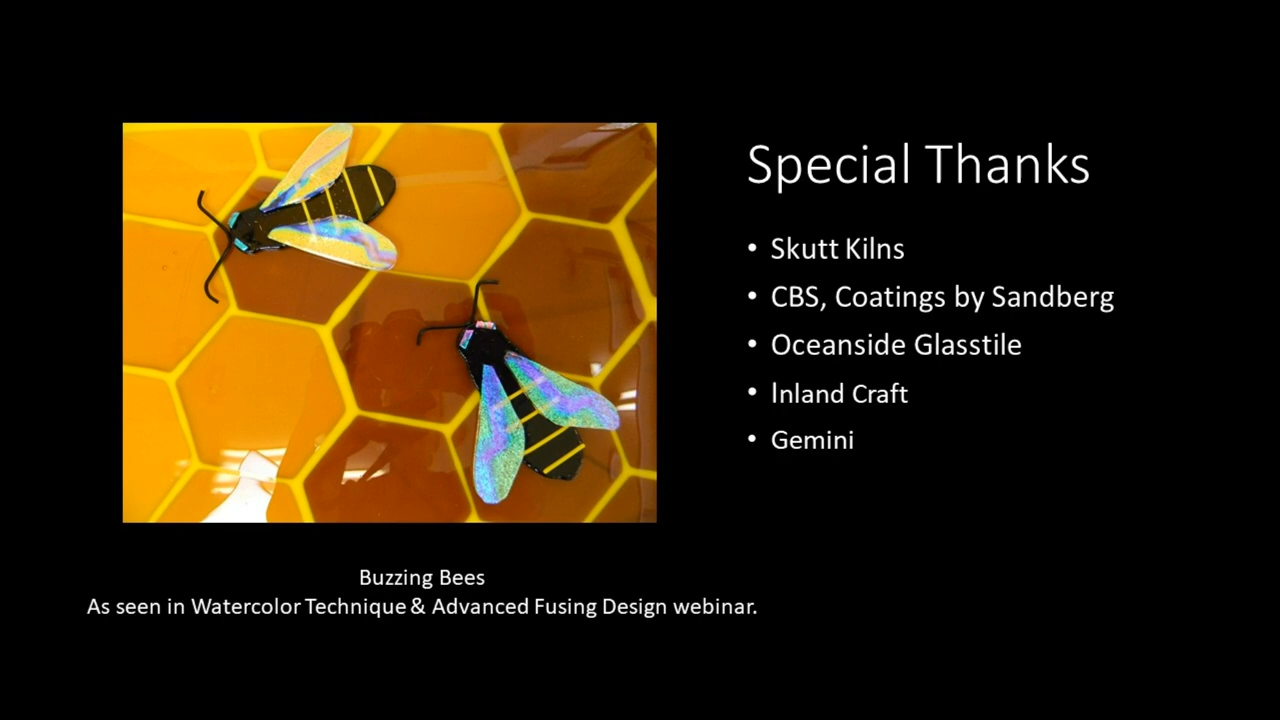 Special Thanks
• Skutt Kilns
• CBS, Coatings by Sandberg
• Oceanside Glasstile
• Inland Craft
• Gemini
Buzzing Bees
As seen in Watercolor Technique & Advanced Fusing Design webinar.